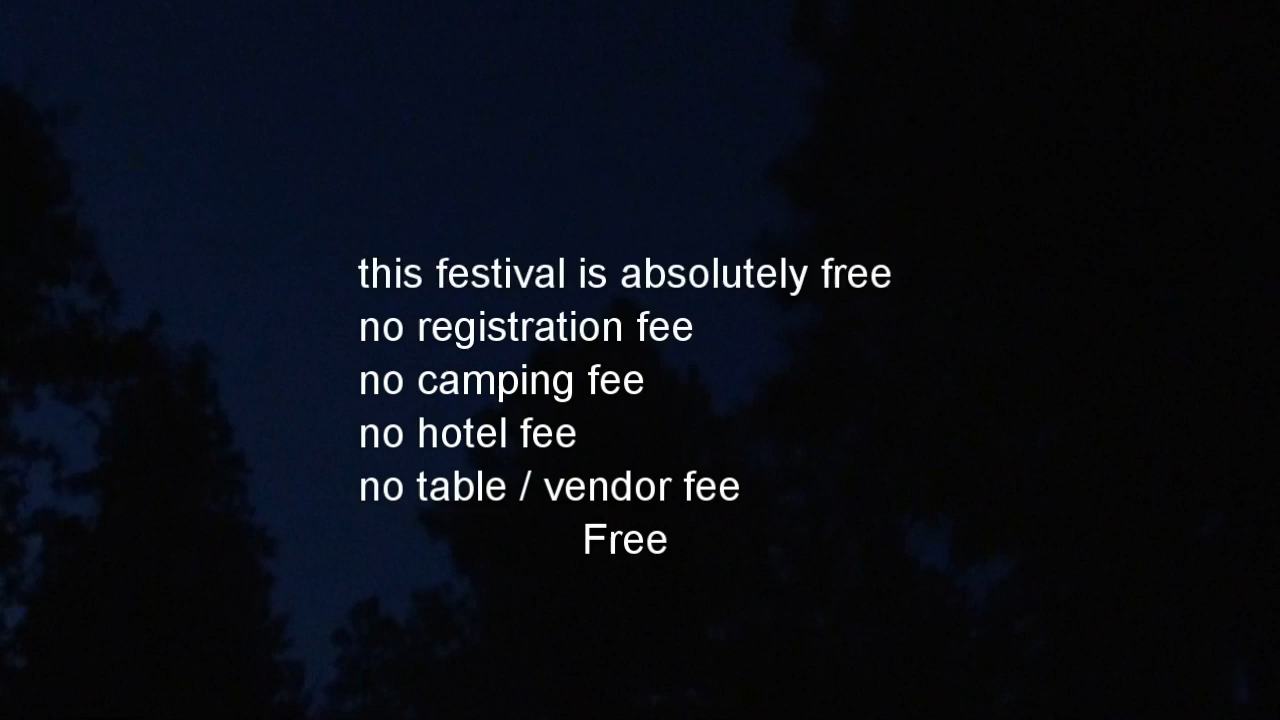 this festival is absolutely free
no registration fee
no camping fee
no hotel fee
no table / vendor fee
Free